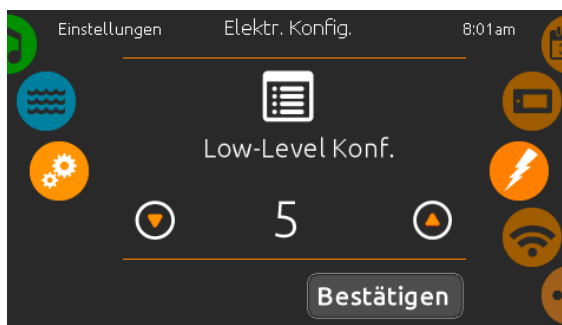 Einstellungen
Elektr. Konfig.
8:01am
Low-Level Konf.
5
Bestätigen